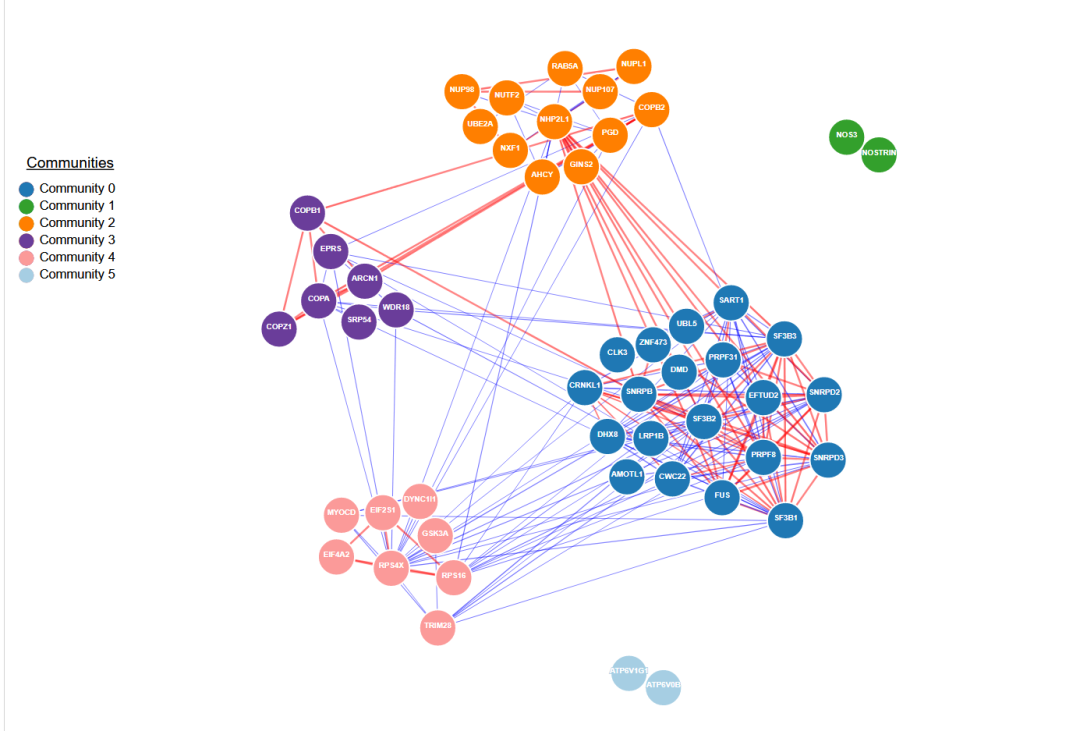 Communities
Community 0
Community 1
Community 2
Community 3
Community 4
Community 5
RAB5A
NUPL1
NUP98
NUTF2
NUP107
COPB2
UBE2A
NHP2L1
PGD
NXF1
AHCY
GINS2
NOS3
NOSTRIN
COPB1
EPRS
ARCN1
COPA
WDR18
COPZ1
SRP54
SART1
UBL5
SF3B3
ZNF473
CLK3
PRPF31
DMD
CRNKL1
SNRPB
EFTUD2
SNRPD2
SF3B2
DHX8
LRP1B
PRPF8
SNRPD3
AMOTL1
CWC22
FUS
SF3B1
DYNC1I1
MYOCD
EIF2S1
GSK3A
EIF4A2
RPS4X
RPS16
TRIM28
ATP6V1G1
ATP6V0B